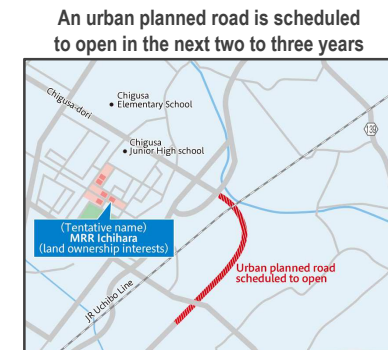 An urban planned road is scheduled
to open in the next two to three years
Chigusa-dori
Chigusa
Elementary School
139
Chigusa
Junior High school
(Tentative name)
MRR Ichihara
(land ownership interests)
Urban planned road
scheduled to open
JR Uchibo Line